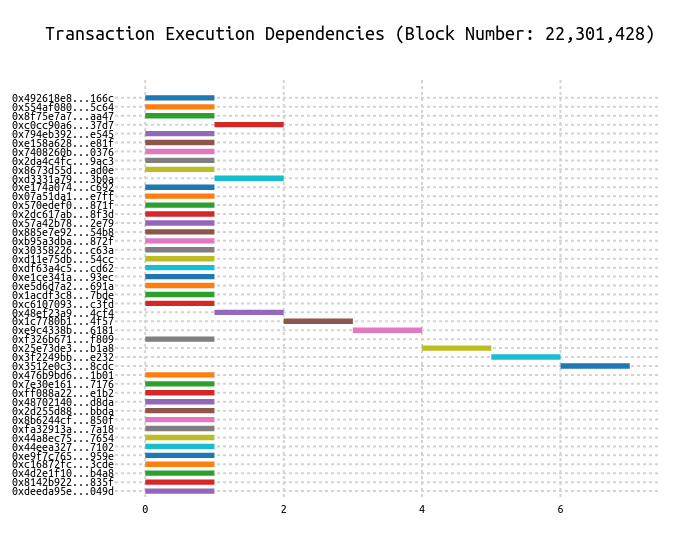 Transaction Execution Dependencies (Block Number: 22,301,428)
0x492618e8...166c
0x554af080...5c64
0x8f75e7a7...aa47
0xc0cc90a6...37d7
0x794eb392...e545
0xe158a628...e81f
0x7408260b...0376
0x2da4c4fc...9ac3
0x8673d55d...ad0e
0xd3331a79...3b0a
0xe174a074...c692
0x07a51da1...e7ff
0x570edef0...871f
0x2dc617ab...8f3d
0x57a42b78...2e79
0x885e7e92...54b8
0xb95a3dba...872f
0x30358226...c63a
0xd11e75db...54cc
0xdf63a4c5...cd62
0xe1ce341a...93ec
0xe5d6d7a2...691a
0x1acdf3c8...7bde
0xc6107093...c3fd
0x48ef23a9...4cf4
0x1c7780b1...4f57
0xe9c4338b...6181
0xf326b671...f809
0x25e73de3...b1a8
0x3f2249bb...e232
0x3512e0c3...8cdc
0x476b9bd6...1b01
0x7e30e161...7176
0xff088a22...e1b2
0x48702140...d8da
0x2d255d88...bbda
0x8b6244cf...850f
0xfa32913a...7a18
0x44a8ec75...7654
0x44eea327...7102
0xe9f7c765...959e
0xc16872fc...3cde
0x4d2e1f10...b4a8
0x8142b922...835f
0xdeeda95e...049d
0 2 4 6